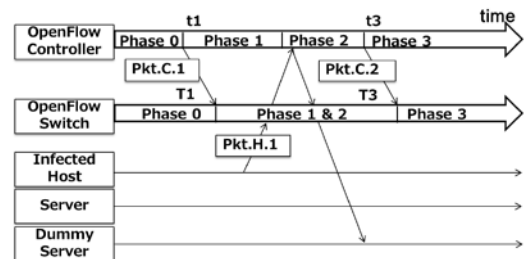 t1 t3 time
OpenFlow
Controller
Phase 0 Phase 1 Phase 2 Phase 3
Pkt.C.1 Pkt.C.2
T1 T3
OpenFlow
Switch
Phase 0 Phase 1 & 2 Phase 3
Pkt.H.1
Infected
Host
Server
Dummy
Server